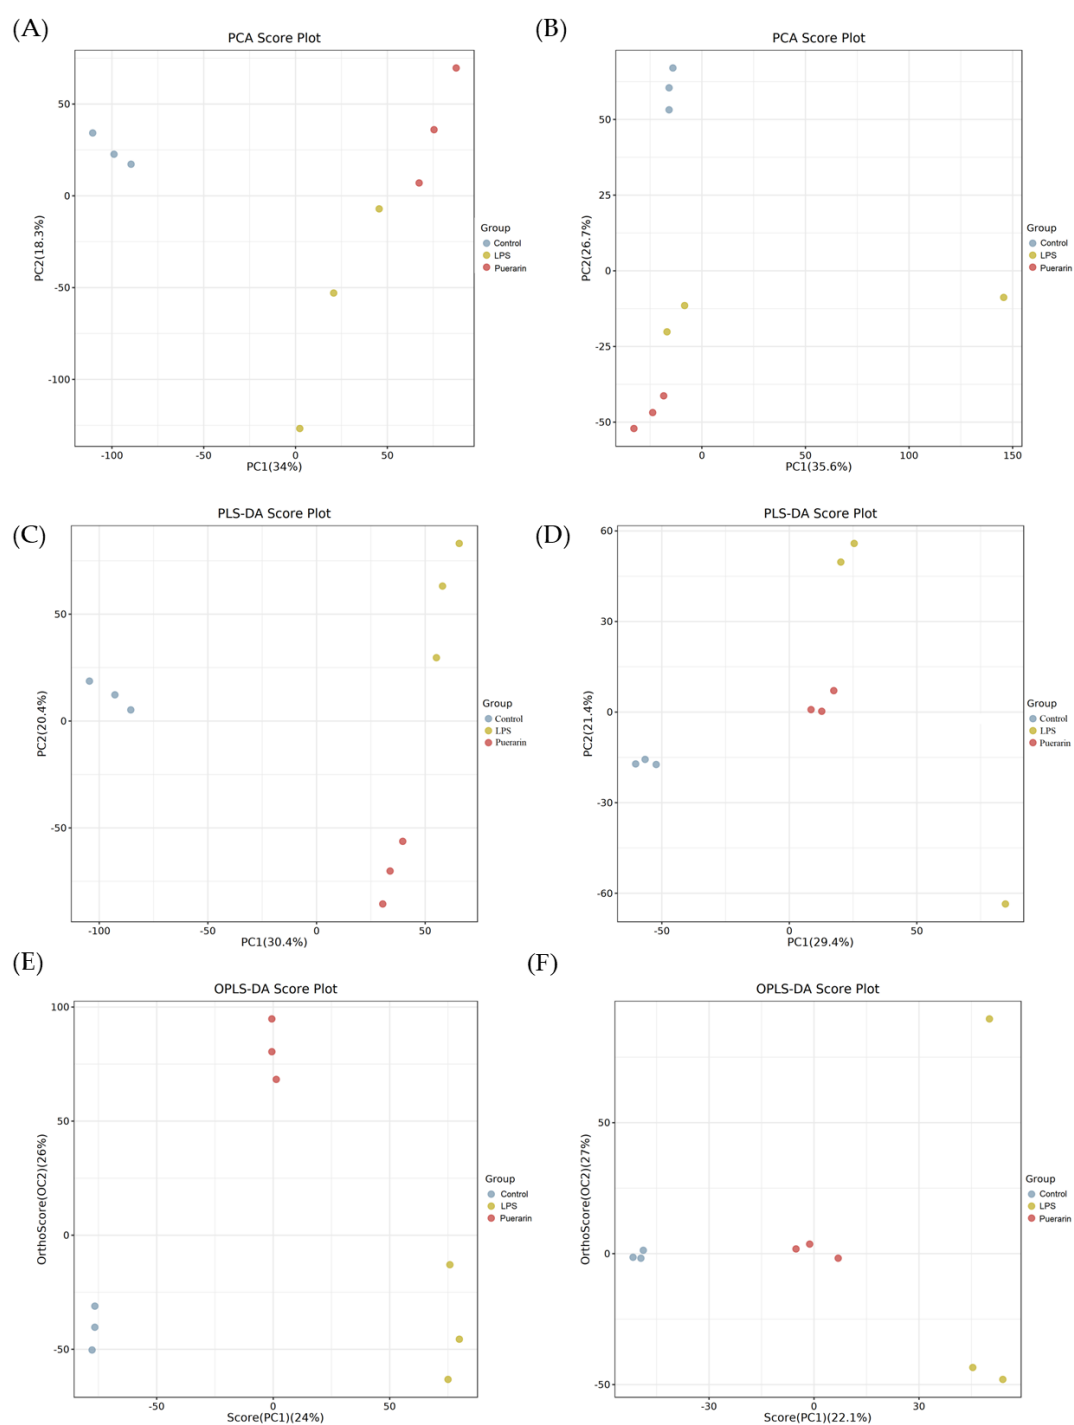 (A)
PCA Score Plot
50
0
-50
-100
PC2(18.3%)
-100
-50
0
50
PC1(34%)
Group
Control
LPS
Puerarin
(B)
PCA Score Plot
50
25
0
-25
-50
PC2(26.7%)
0
50
100
150
PC1(35.6%)
Group
Control
LPS
Puerarin
(C)
PLS-DA Score Plot
50
0
-50
PC2(20.4%)
-100
-50
0
50
PC1(30.4%)
Group
Control
LPS
Puerarin
(D)
PLS-DA Score Plot
60
30
0
-30
-60
PC2(21.4%)
-50
0
50
PC1(29.4%)
Group
Control
LPS
Puerarin
(E)
OPLS-DA Score Plot
100
50
0
-50
OrthoScore(OC2)(26%)
-50
0
50
Score(PC1)(24%)
Group
Control
LPS
Puerarin
(F)
OPLS-DA Score Plot
50
0
-50
OrthoScore(OC2)(27%)
-30
0
30
Score(PC1)(22.1%)
Group
Control
LPS
Puerarin